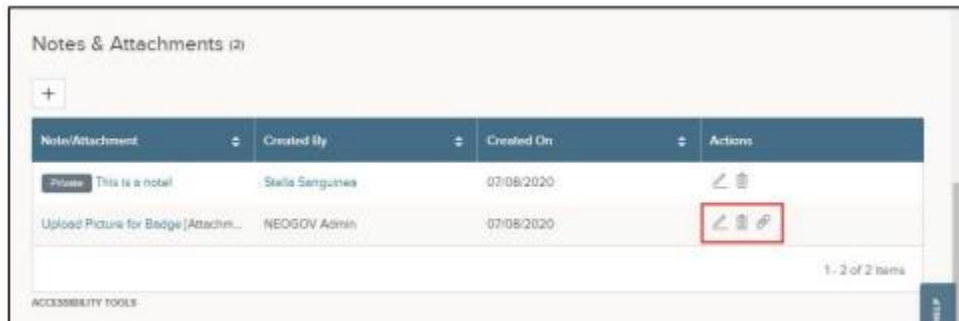 Notes & Attachments (2)
+
Note/Attachment Created By Created On Actions
Private This is a note! Stella Sanguinea 07/08/2020
Upload Picture for Badge [Attachm... NEOGOV Admin 07/08/2020
1 - 2 of 2 items
ACCESSIBILITY TOOLS